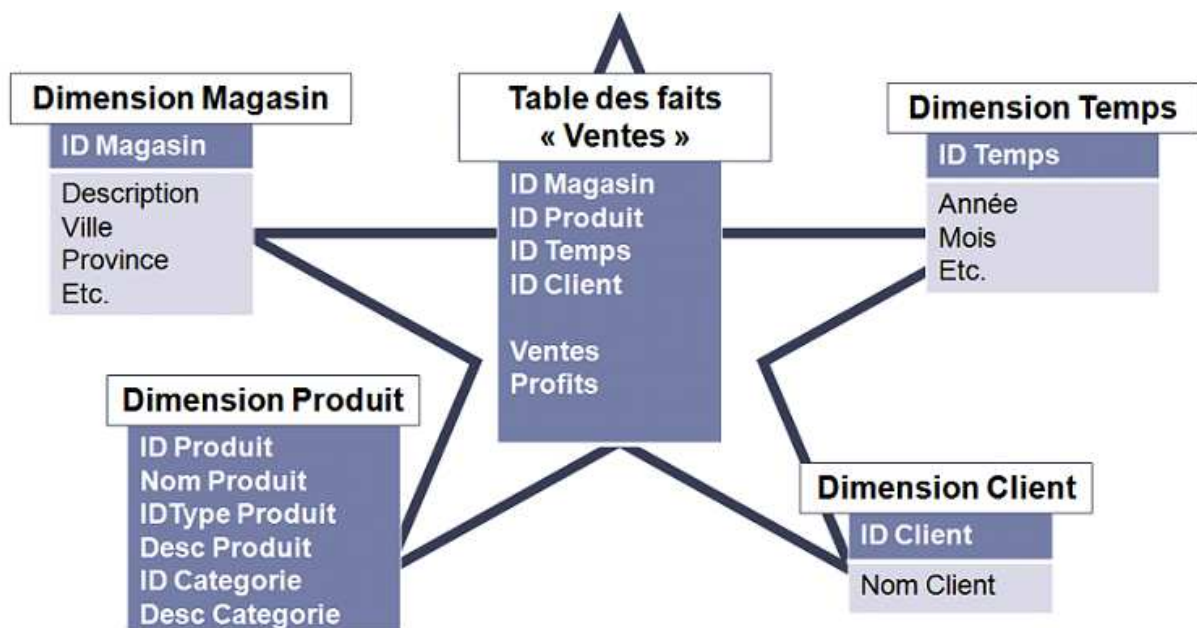 Dimension Magasin
ID Magasin
Description
Ville
Province
Etc.
Table des faits
« Ventes »
ID Magasin
ID Produit
ID Temps
ID Client
Ventes
Profits
Dimension Temps
ID Temps
Année
Mois
Etc.
Dimension Produit
ID Produit
Nom Produit
IDType Produit
Desc Produit
ID Categorie
Desc Categorie
Dimension Client
ID Client
Nom Client